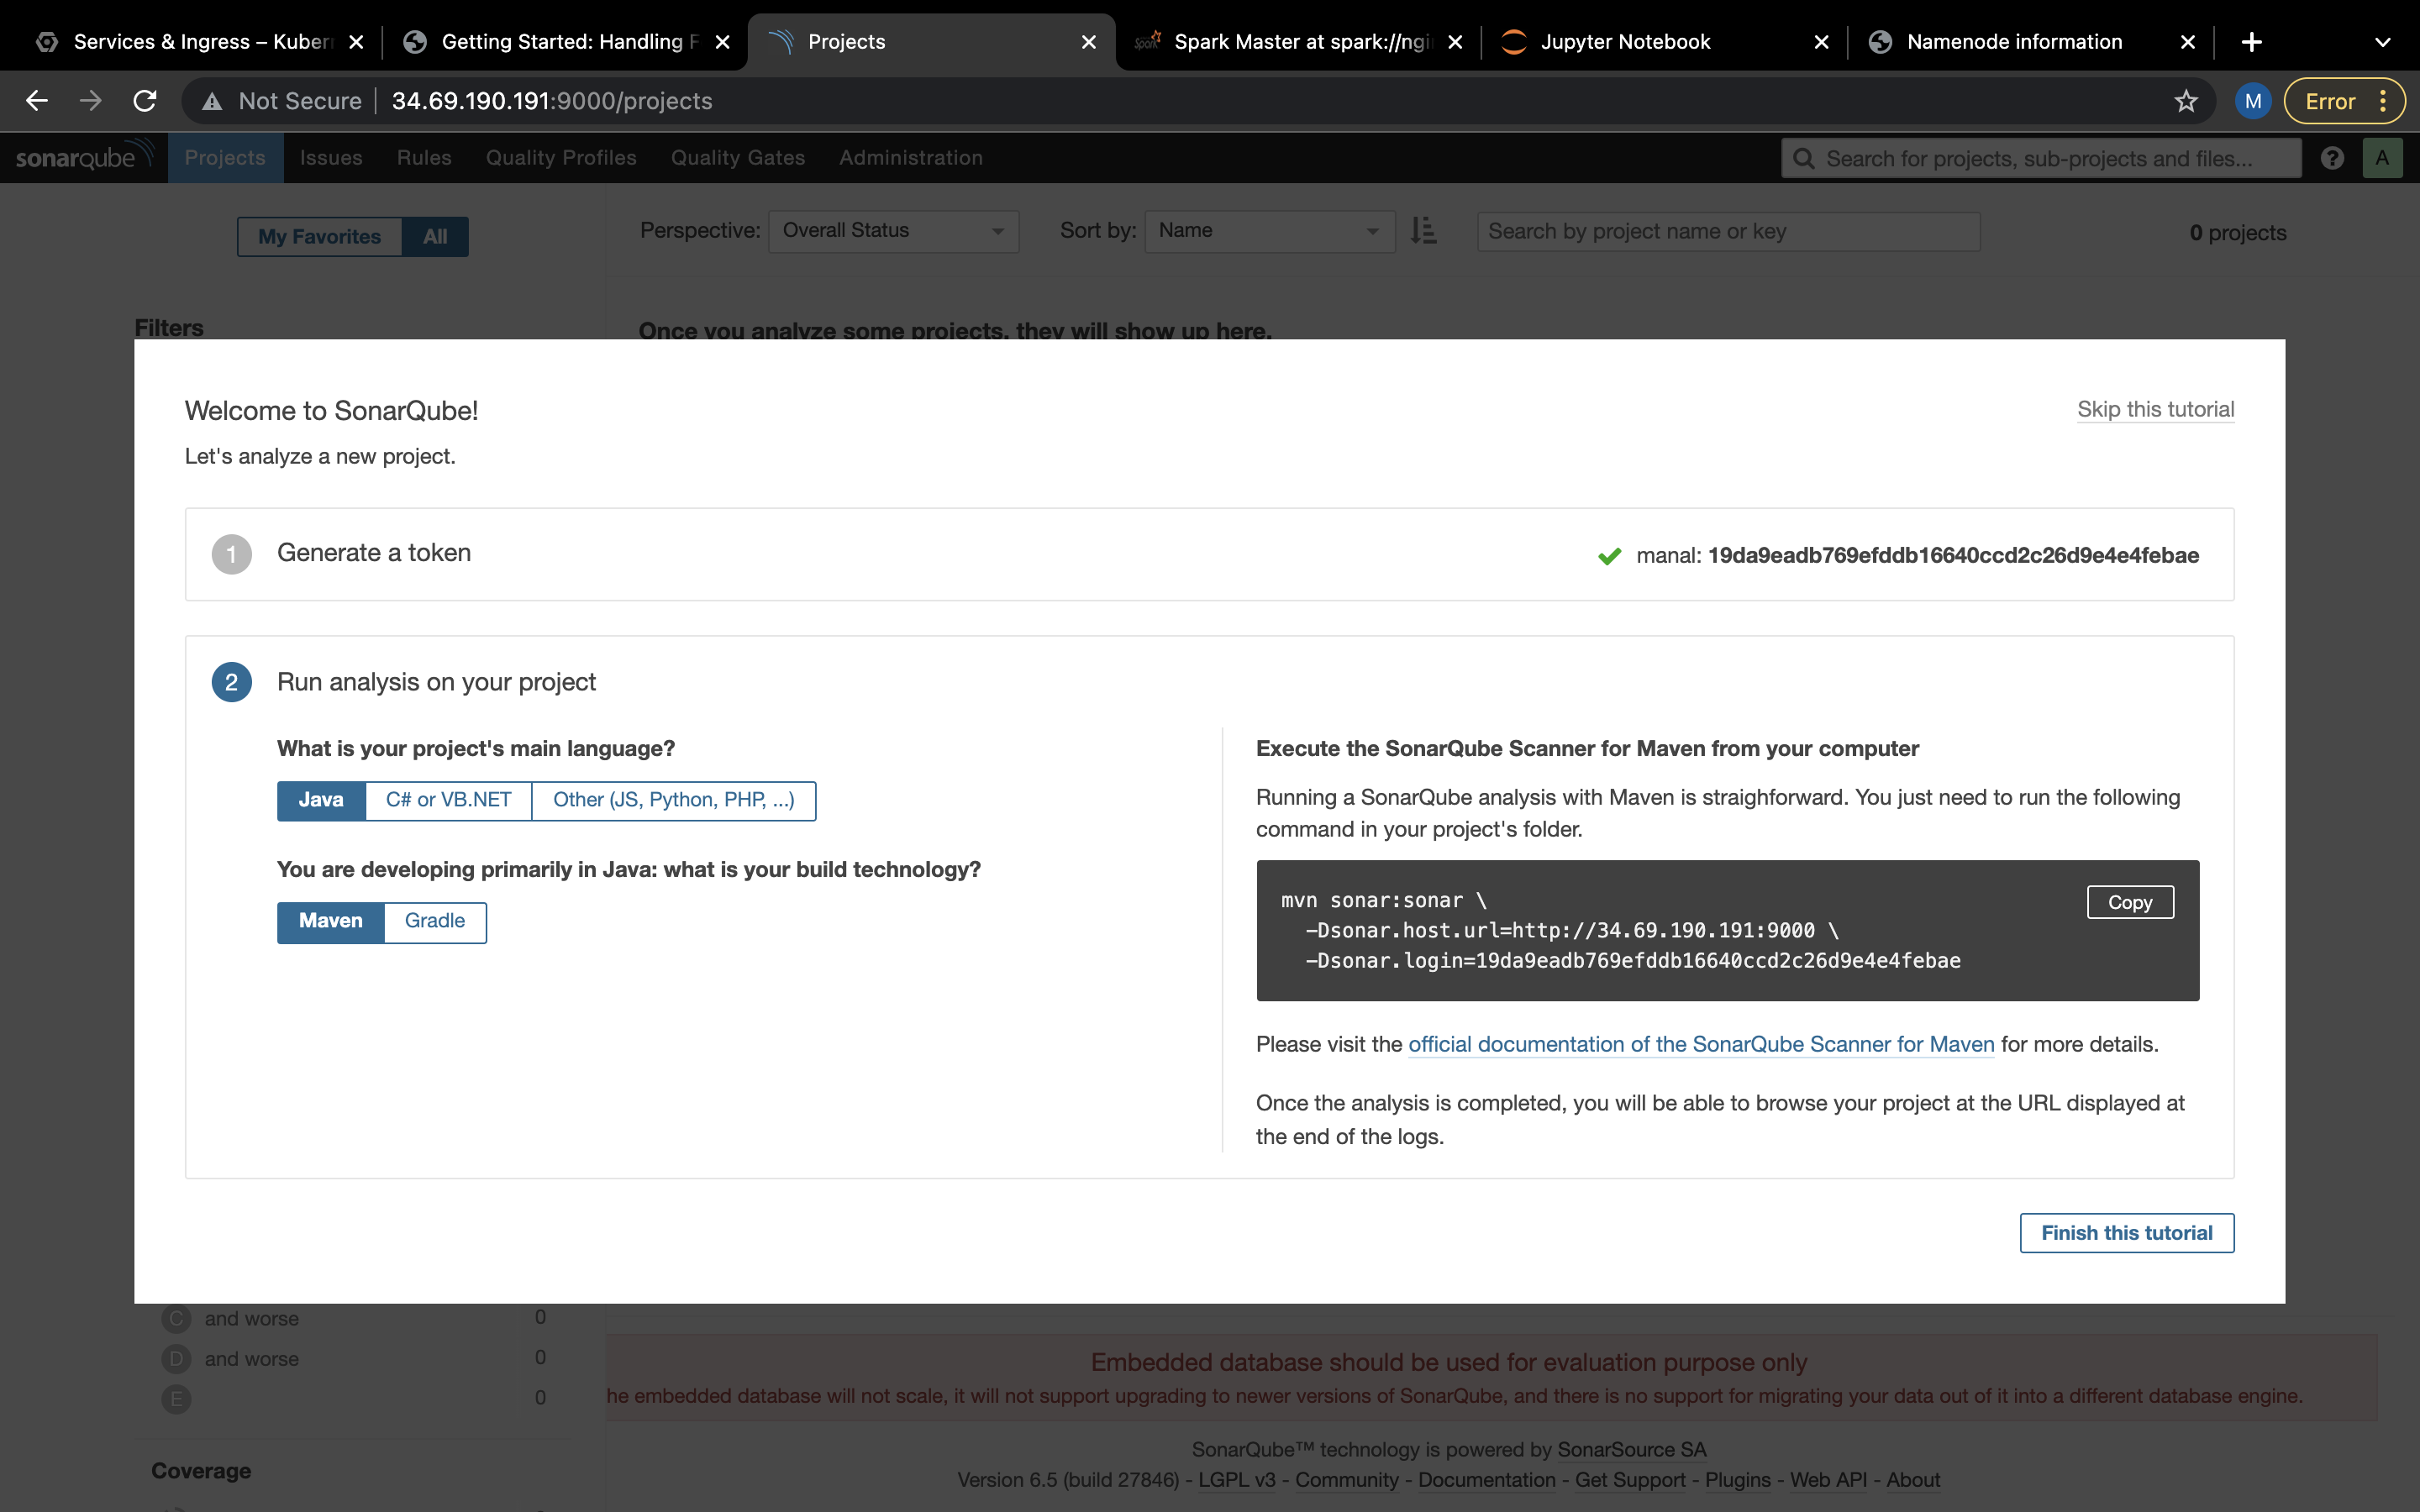 Services & Ingress – Kuber
Getting Started: Handling F
Projects
Spark Master at spark://ngi
Jupyter Notebook
Namenode information
Not Secure
34.69.190.191:9000/projects
M
Error
sonarqube
Projects
Issues
Rules
Quality Profiles
Quality Gates
Administration
Search for projects, sub-projects and files...
?
A
My Favorites
All
Perspective:
Overall Status
Sort by:
Name
Search by project name or key
0 projects
Filters
Once you analyze some projects, they will show up here.
Welcome to SonarQube!
Skip this tutorial
Let's analyze a new project.
1
Generate a token
manal: 19da9eadb769efddb16640ccd2c26d9e4e4febae
2
Run analysis on your project
What is your project's main language?
Java
C# or VB.NET
Other (JS, Python, PHP, ...)
You are developing primarily in Java: what is your build technology?
Maven
Gradle
Execute the SonarQube Scanner for Maven from your computer
Running a SonarQube analysis with Maven is straighforward. You just need to run the following
command in your project's folder.
mvn sonar:sonar \
-Dsonar.host.url=http://34.69.190.191:9000 \
-Dsonar.login=19da9eadb769efddb16640ccd2c26d9e4e4febae
Copy
Please visit the official documentation of the SonarQube Scanner for Maven for more details.
Once the analysis is completed, you will be able to browse your project at the URL displayed at
the end of the logs.
Finish this tutorial
C and worse 0
D and worse 0
E 0
Coverage
Embedded database should be used for evaluation purpose only
he embedded database will not scale, it will not support upgrading to newer versions of SonarQube, and there is no support for migrating your data out of it into a different database engine.
SonarQube™ technology is powered by SonarSource SA
Version 6.5 (build 27846) - LGPL v3 - Community - Documentation - Get Support - Plugins - Web API - About